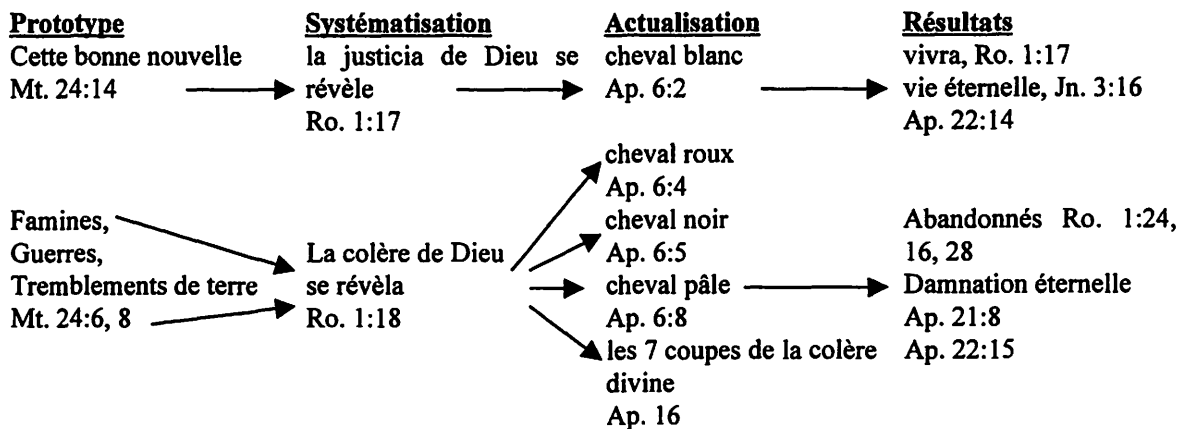 Prototype
Cette bonne nouvelle
Mt. 24:14
Systématisation
la justicia de Dieu se
révèle
Ro. 1:17
Actualisation
cheval blanc
Ap. 6:2
Résultats
vivra, Ro. 1:17
vie éternelle, Jn. 3:16
Ap. 22:14
Famines,
Guerres,
Tremblements de terre
Mt. 24:6, 8
La colère de Dieu
se révèla
Ro. 1:18
cheval roux
Ap. 6:4
cheval noir
Ap. 6:5
cheval pâle
Ap. 6:8
les 7 coupes de la colère
divine
Ap. 16
Abandonnés Ro. 1:24,
16, 28
Damnation éternelle
Ap. 21:8
Ap. 22:15